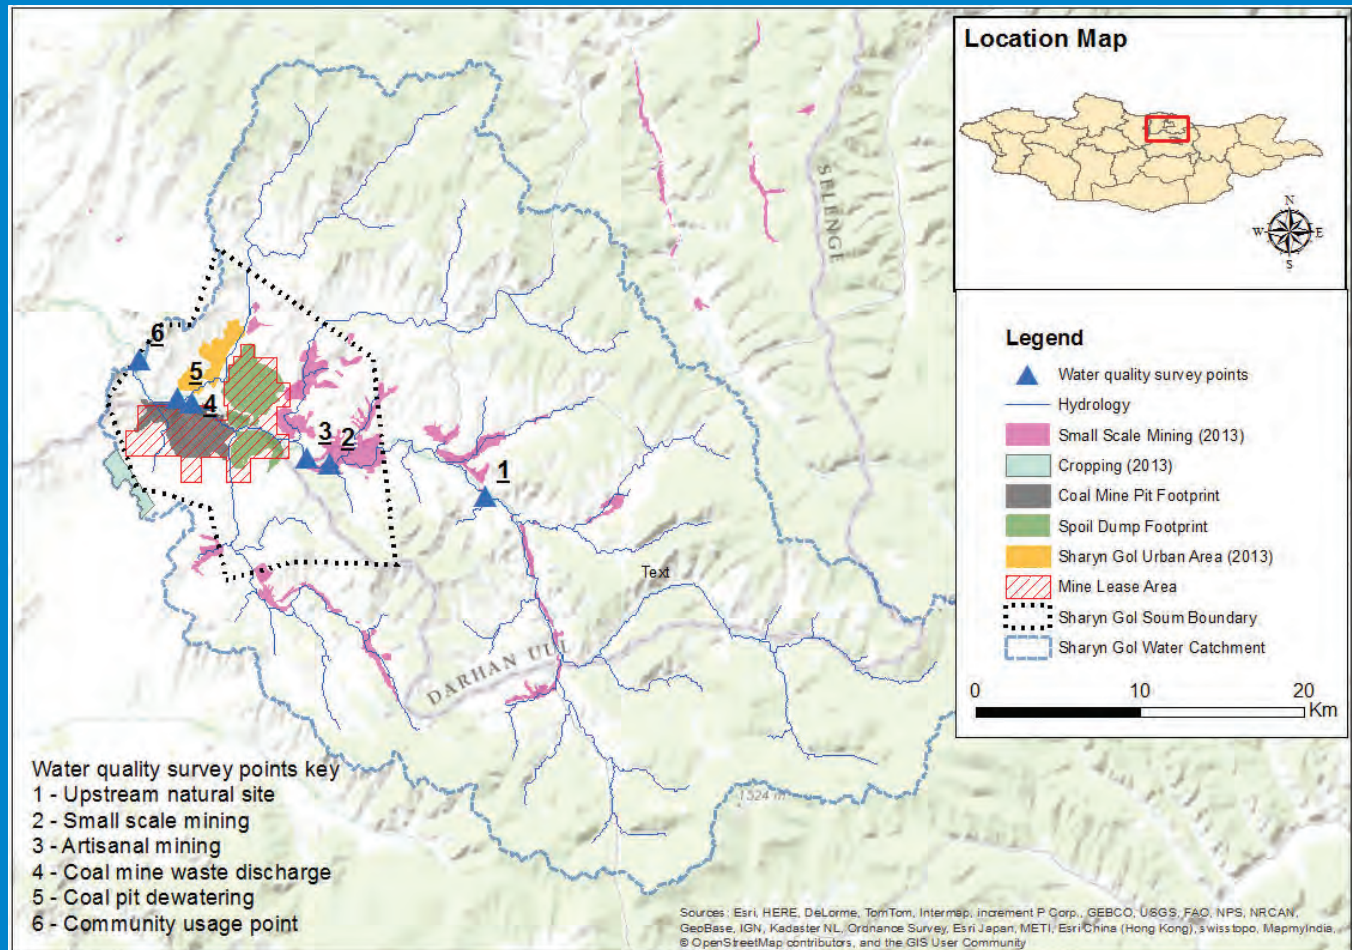 Location Map
N
W
E
S
SELENGE
6
5
4
3
2
1
Text
DARHAN UUL
1524 m
Legend
Water quality survey points
Hydrology
Small Scale Mining (2013)
Cropping (2013)
Coal Mine Pit Footprint
Spoil Dump Footprint
Sharyn Gol Urban Area (2013)
Mine Lease Area
Sharyn Gol Soum Boundary
Sharyn Gol Water Catchment
0 10 20
Km
Water quality survey points key
1 - Upstream natural site
2 - Small scale mining
3 - Artisanal mining
4 - Coal mine waste discharge
5 - Coal pit dewatering
6 - Community usage point
Sources: Esri, HERE, DeLorme, TomTom, Intermap, increment P Corp., GEBCO, USGS, FAO, NPS, NRCAN,
GeoBase, IGN, Kadaster NL, Ordnance Survey, Esri Japan, METI, Esri China (Hong Kong), swisstopo, MapmyIndia,
© OpenStreetMap contributors, and the GIS User Community